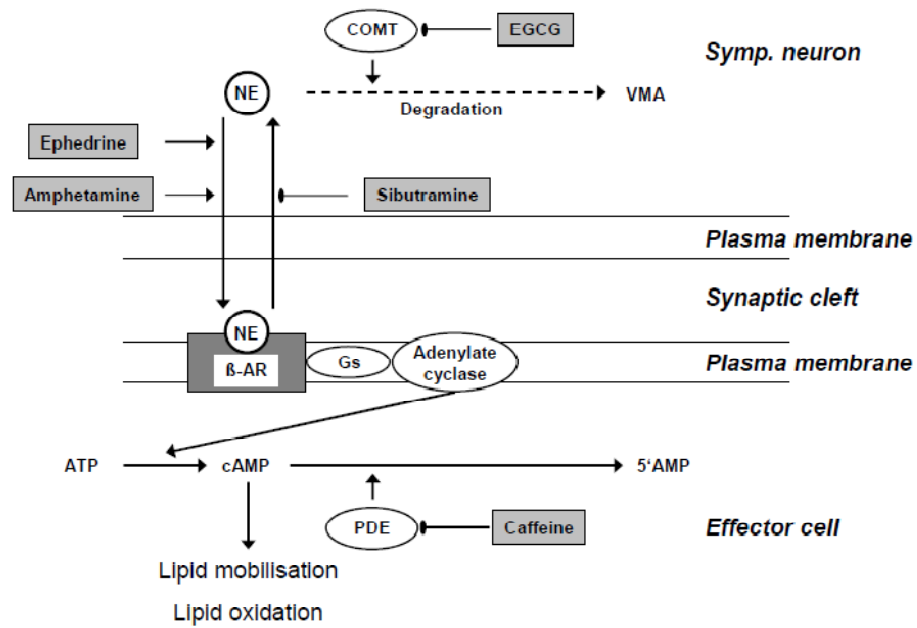 COMT
EGCG
Symp. neuron
NE
VMA
Degradation
Ephedrine
Amphetamine
Sibutramine
Plasma membrane
Synaptic cleft
NE
ß-AR
Gs
Adenylate
cyclase
Plasma membrane
ATP
cAMP
5'AMP
PDE
Caffeine
Effector cell
Lipid mobilisation
Lipid oxidation